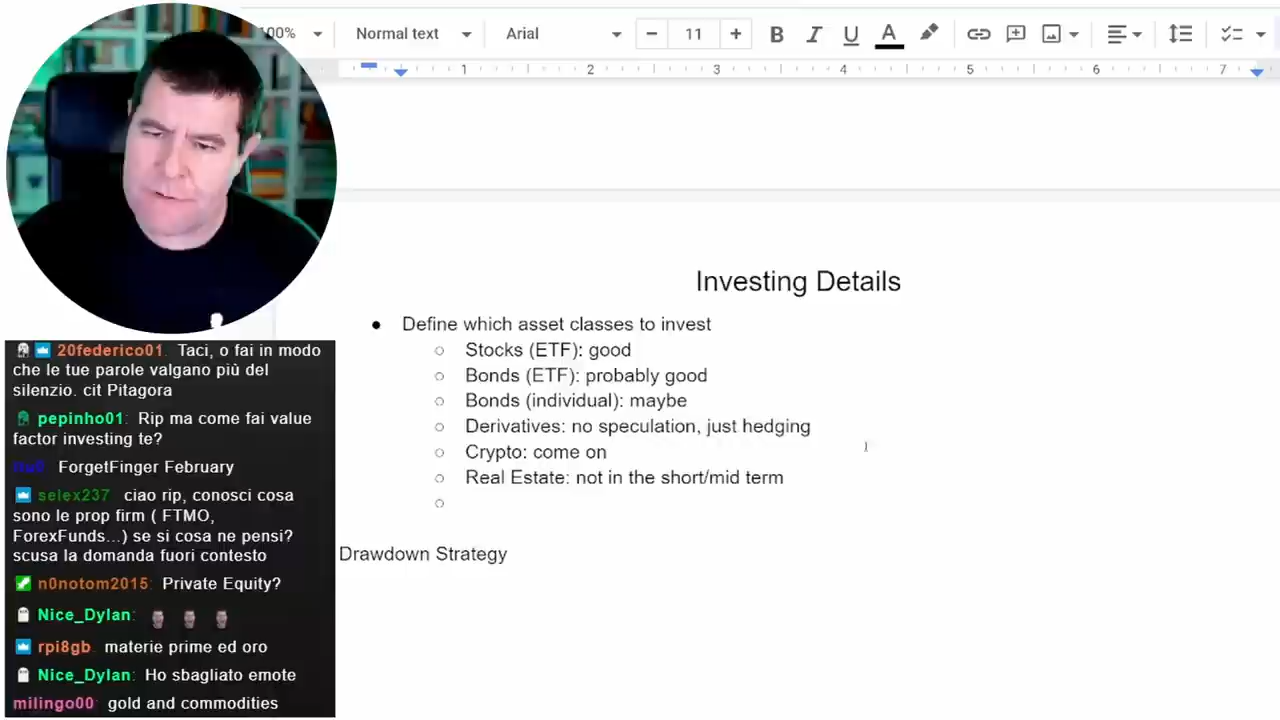 100%
Normal text
Arial
11
B
I
U
A
1 2 3 4 5 6 7
Investing Details
Define which asset classes to invest
Stocks (ETF): good
Bonds (ETF): probably good
Bonds (individual): maybe
Derivatives: no speculation, just hedging
Crypto: come on
Real Estate: not in the short/mid term
Drawdown Strategy
20federico01: Taci, o fai in modo
che le tue parole valgano più del
silenzio. cit Pitagora
pepinho01: Rip ma come fai value
factor investing te?
ForgetFinger February
selex237: ciao rip, conosci cosa
sono le prop firm ( FTMO,
ForexFunds...) se si cosa ne pensi?
scusa la domanda fuori contesto
n0notom2015: Private Equity?
Nice_Dylan:
rpi8gb: materie prime ed oro
Nice_Dylan: Ho sbagliato emote
milingo00: gold and commodities